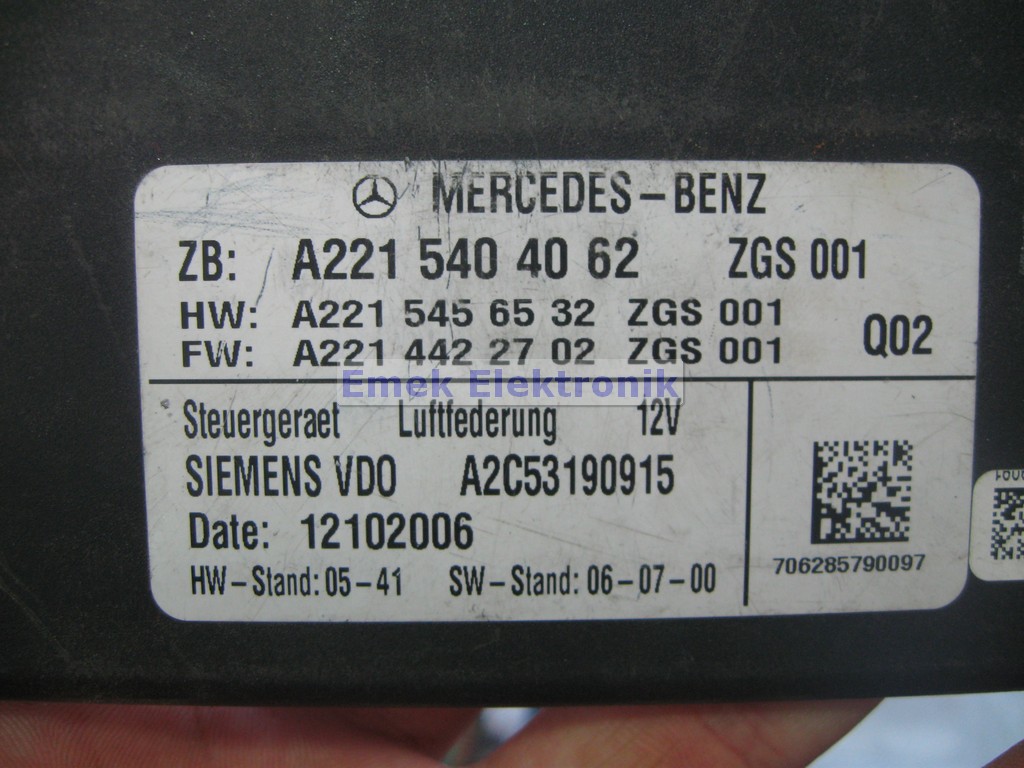 MERCEDES-BENZ
ZB: A221 540 40 62 ZGS 001
HW: A221 545 65 32 ZGS 001
FW: A221 442 27 02 ZGS 001 Q02
Emek Elektronik
Steuergeraet Luftfederung 12V
SIEMENS VDO A2C53190915
Date: 12102006
HW-Stand: 05-41 SW-Stand: 06-07-00
706285790097